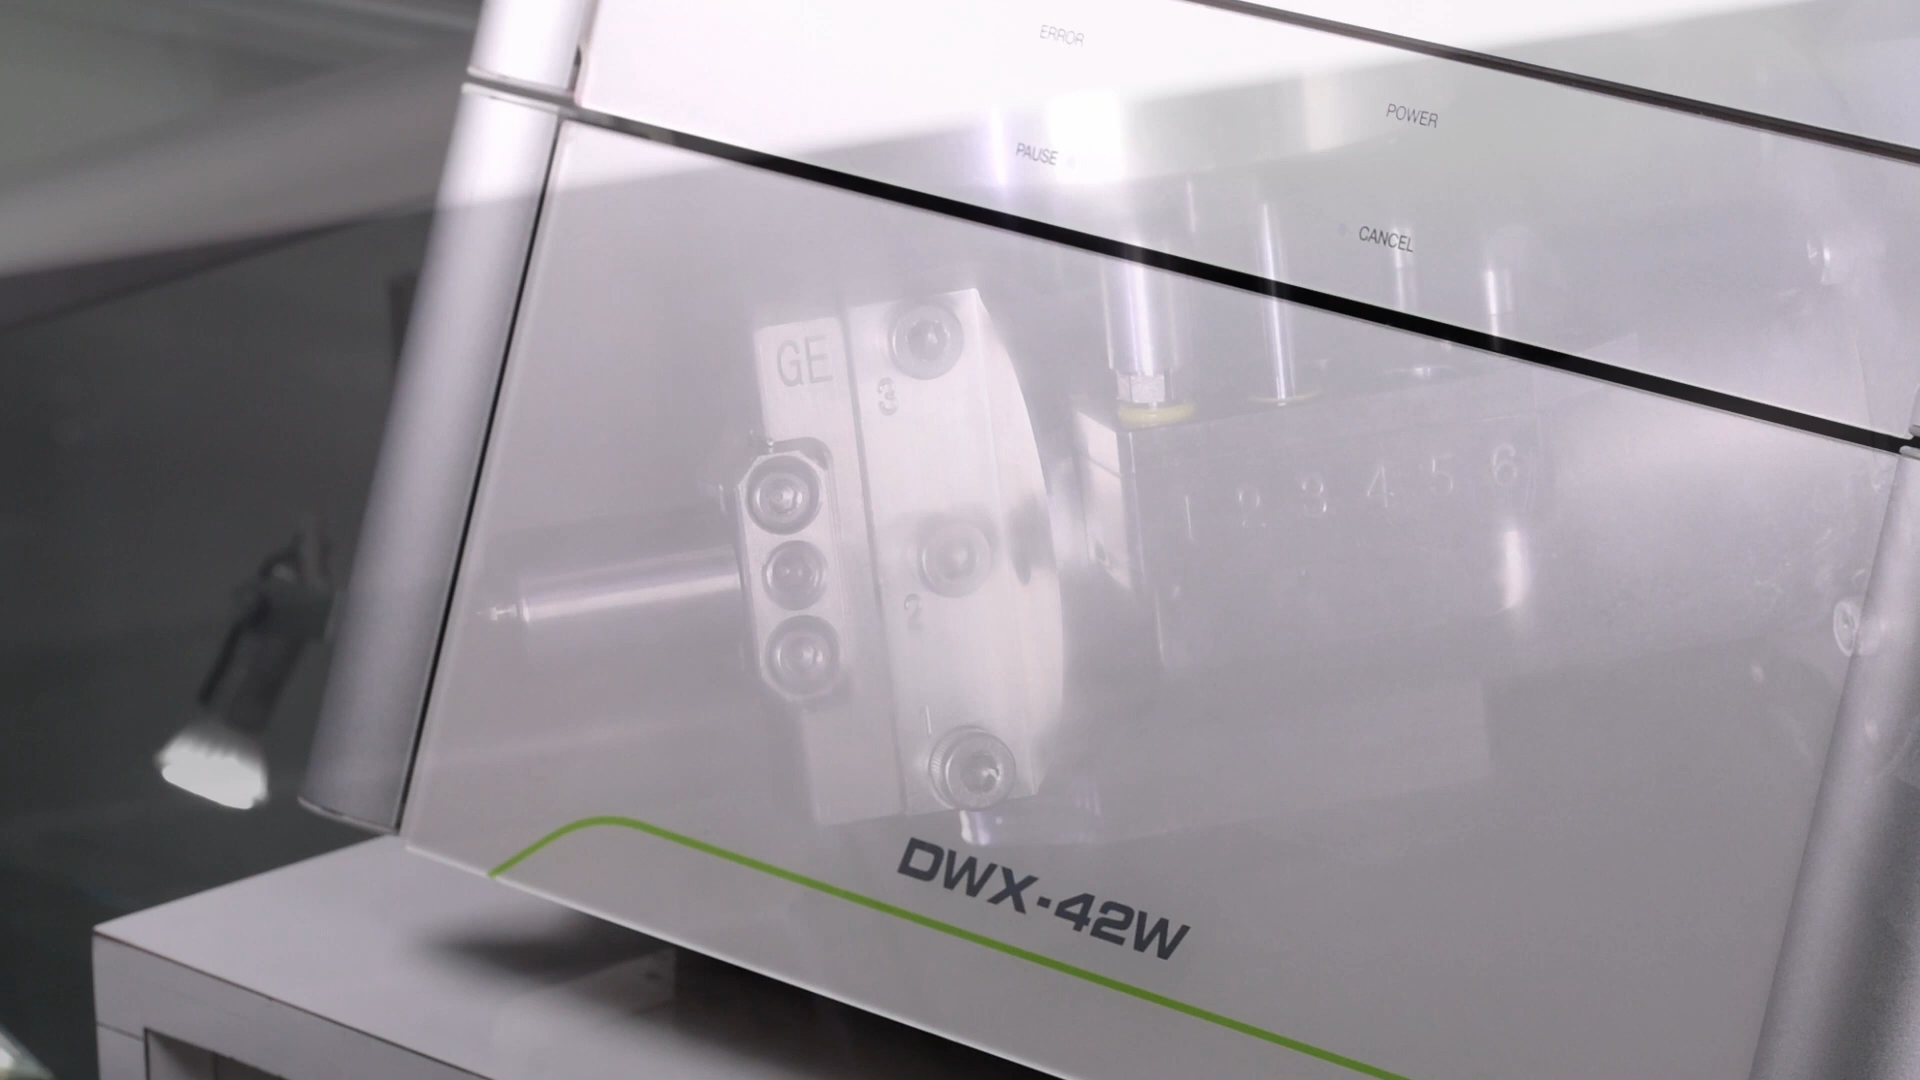 ERROR
POWER
PAUSE
CANCEL
GE
3
1 2 3 4 5 6
2
1
DWX-42W